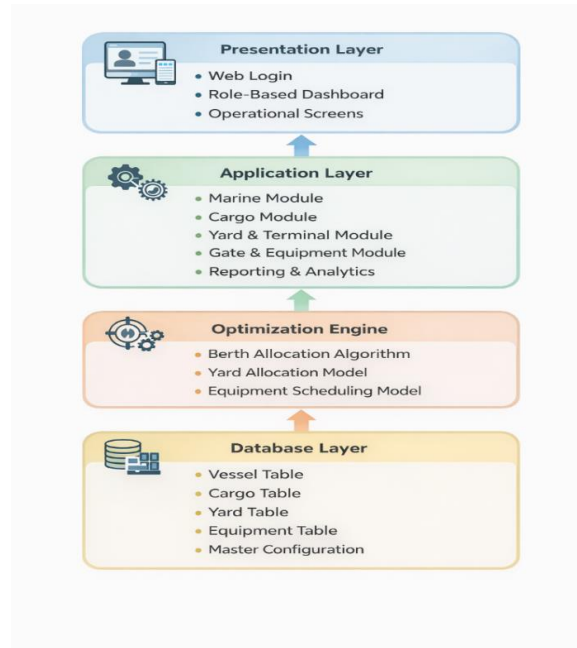 Presentation Layer
• Web Login
• Role-Based Dashboard
• Operational Screens
Application Layer
• Marine Module
• Cargo Module
• Yard & Terminal Module
• Gate & Equipment Module
• Reporting & Analytics
Optimization Engine
• Berth Allocation Algorithm
• Yard Allocation Model
• Equipment Scheduling Model
Database Layer
• Vessel Table
• Cargo Table
• Yard Table
• Equipment Table
• Master Configuration